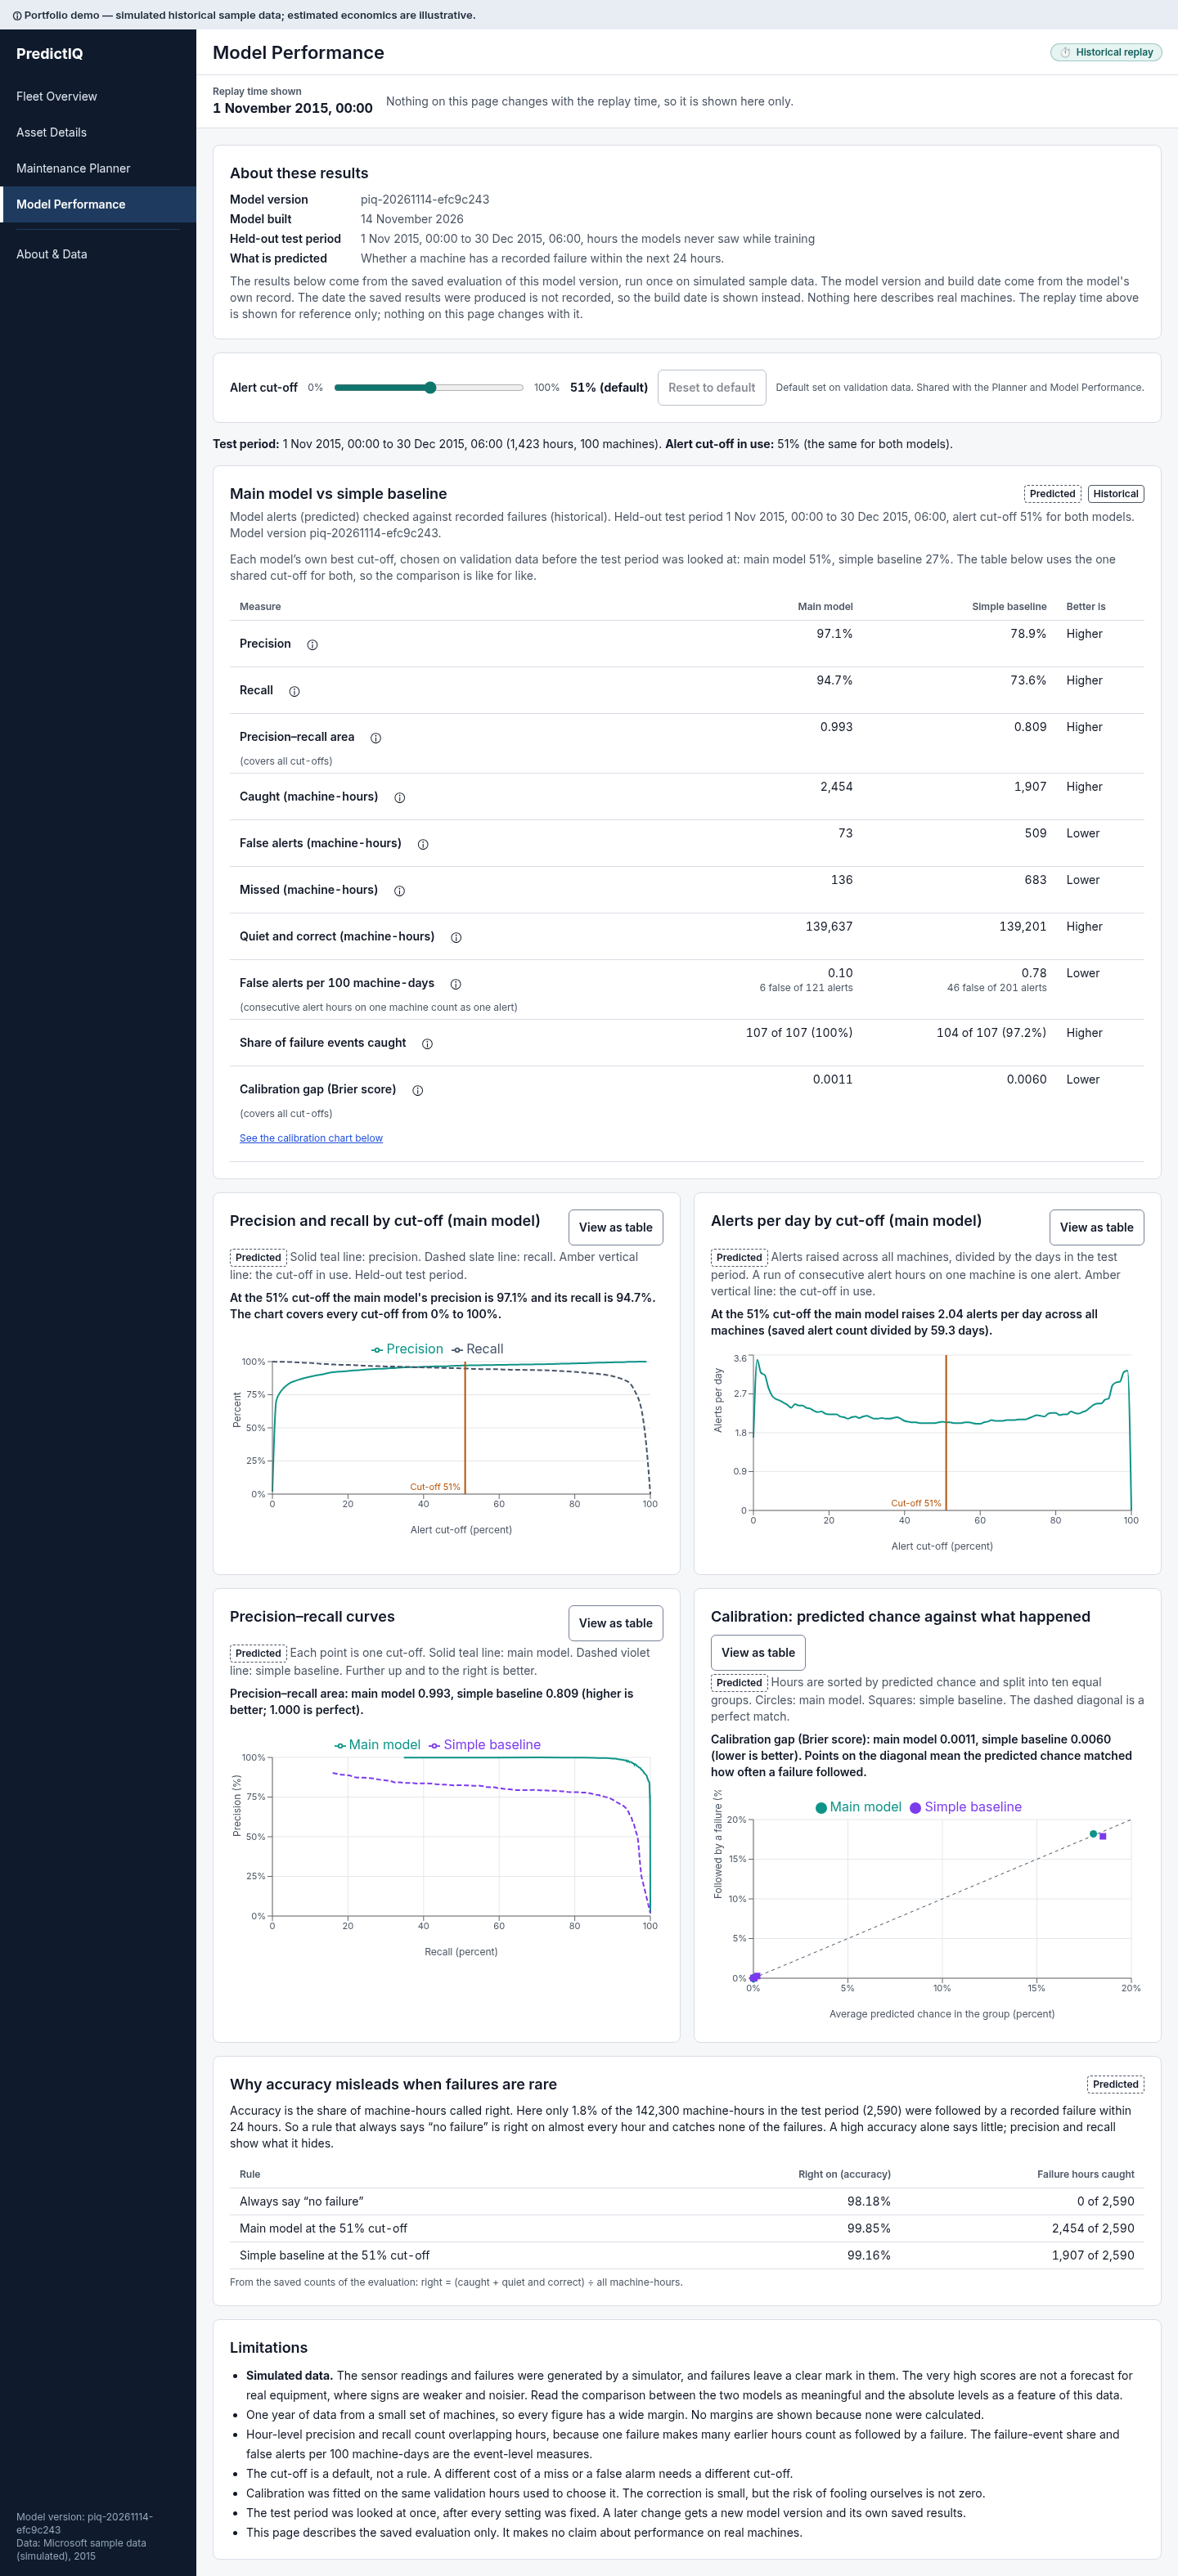 ⓘ Portfolio demo — simulated historical sample data; estimated economics are illustrative.
PredictIQ
Fleet Overview
Asset Details
Maintenance Planner
Model Performance
About & Data
Model version: piq-20261114-
efc9c243
Data: Microsoft sample data
(simulated), 2015
Model Performance
Historical replay
Replay time shown
1 November 2015, 00:00
Nothing on this page changes with the replay time, so it is shown here only.
About these results
Model version piq-20261114-efc9c243
Model built 14 November 2026
Held-out test period 1 Nov 2015, 00:00 to 30 Dec 2015, 06:00, hours the models never saw while training
What is predicted Whether a machine has a recorded failure within the next 24 hours.
The results below come from the saved evaluation of this model version, run once on simulated sample data. The model version and build date come from the model's
own record. The date the saved results were produced is not recorded, so the build date is shown instead. Nothing here describes real machines. The replay time above
is shown for reference only; nothing on this page changes with it.
Alert cut-off 0% 100% 51% (default) Reset to default Default set on validation data. Shared with the Planner and Model Performance.
Test period: 1 Nov 2015, 00:00 to 30 Dec 2015, 06:00 (1,423 hours, 100 machines). Alert cut-off in use: 51% (the same for both models).
Main model vs simple baseline
Predicted Historical
Model alerts (predicted) checked against recorded failures (historical). Held-out test period 1 Nov 2015, 00:00 to 30 Dec 2015, 06:00, alert cut-off 51% for both models.
Model version piq-20261114-efc9c243.
Each model’s own best cut-off, chosen on validation data before the test period was looked at: main model 51%, simple baseline 27%. The table below uses the one
shared cut-off for both, so the comparison is like for like.
Measure Main model Simple baseline Better is
Precision ⓘ 97.1% 78.9% Higher
Recall ⓘ 94.7% 73.6% Higher
Precision–recall area ⓘ 0.993 0.809 Higher
(covers all cut-offs)
Caught (machine-hours) ⓘ 2,454 1,907 Higher
False alerts (machine-hours) ⓘ 73 509 Lower
Missed (machine-hours) ⓘ 136 683 Lower
Quiet and correct (machine-hours) ⓘ 139,637 139,201 Higher
False alerts per 100 machine-days ⓘ 0.10 0.78 Lower
6 false of 121 alerts 46 false of 201 alerts
(consecutive alert hours on one machine count as one alert)
Share of failure events caught ⓘ 107 of 107 (100%) 104 of 107 (97.2%) Higher
Calibration gap (Brier score) ⓘ 0.0011 0.0060 Lower
(covers all cut-offs)
See the calibration chart below
Precision and recall by cut-off (main model)
View as table
Predicted Solid teal line: precision. Dashed slate line: recall. Amber vertical
line: the cut-off in use. Held-out test period.
At the 51% cut-off the main model's precision is 97.1% and its recall is 94.7%.
The chart covers every cut-off from 0% to 100%.
Precision Recall
100%
75%
50%
25%
0%
Percent
Cut-off 51%
0 20 40 60 80 100
Alert cut-off (percent)
Alerts per day by cut-off (main model)
View as table
Predicted Alerts raised across all machines, divided by the days in the test
period. A run of consecutive alert hours on one machine is one alert. Amber
vertical line: the cut-off in use.
At the 51% cut-off the main model raises 2.04 alerts per day across all
machines (saved alert count divided by 59.3 days).
3.6
2.7
1.8
0.9
0
Alerts per day
Cut-off 51%
0 20 40 60 80 100
Alert cut-off (percent)
Precision–recall curves
View as table
Predicted Each point is one cut-off. Solid teal line: main model. Dashed violet
line: simple baseline. Further up and to the right is better.
Precision–recall area: main model 0.993, simple baseline 0.809 (higher is
better; 1.000 is perfect).
Main model Simple baseline
100%
75%
50%
25%
0%
Precision (%)
0 20 40 60 80 100
Recall (percent)
Calibration: predicted chance against what happened
View as table
Predicted Hours are sorted by predicted chance and split into ten equal
groups. Circles: main model. Squares: simple baseline. The dashed diagonal is a
perfect match.
Calibration gap (Brier score): main model 0.0011, simple baseline 0.0060
(lower is better). Points on the diagonal mean the predicted chance matched
how often a failure followed.
Main model Simple baseline
20%
15%
10%
5%
0%
Followed by a failure (%
0% 5% 10% 15% 20%
Average predicted chance in the group (percent)
Why accuracy misleads when failures are rare
Predicted
Accuracy is the share of machine-hours called right. Here only 1.8% of the 142,300 machine-hours in the test period (2,590) were followed by a recorded failure within
24 hours. So a rule that always says “no failure” is right on almost every hour and catches none of the failures. A high accuracy alone says little; precision and recall
show what it hides.
Rule Right on (accuracy) Failure hours caught
Always say “no failure” 98.18% 0 of 2,590
Main model at the 51% cut-off 99.85% 2,454 of 2,590
Simple baseline at the 51% cut-off 99.16% 1,907 of 2,590
From the saved counts of the evaluation: right = (caught + quiet and correct) ÷ all machine-hours.
Limitations
• Simulated data. The sensor readings and failures were generated by a simulator, and failures leave a clear mark in them. The very high scores are not a forecast for
real equipment, where signs are weaker and noisier. Read the comparison between the two models as meaningful and the absolute levels as a feature of this data.
• One year of data from a small set of machines, so every figure has a wide margin. No margins are shown because none were calculated.
• Hour-level precision and recall count overlapping hours, because one failure makes many earlier hours count as followed by a failure. The failure-event share and
false alerts per 100 machine-days are the event-level measures.
• The cut-off is a default, not a rule. A different cost of a miss or a false alarm needs a different cut-off.
• Calibration was fitted on the same validation hours used to choose it. The correction is small, but the risk of fooling ourselves is not zero.
• The test period was looked at once, after every setting was fixed. A later change gets a new model version and its own saved results.
• This page describes the saved evaluation only. It makes no claim about performance on real machines.